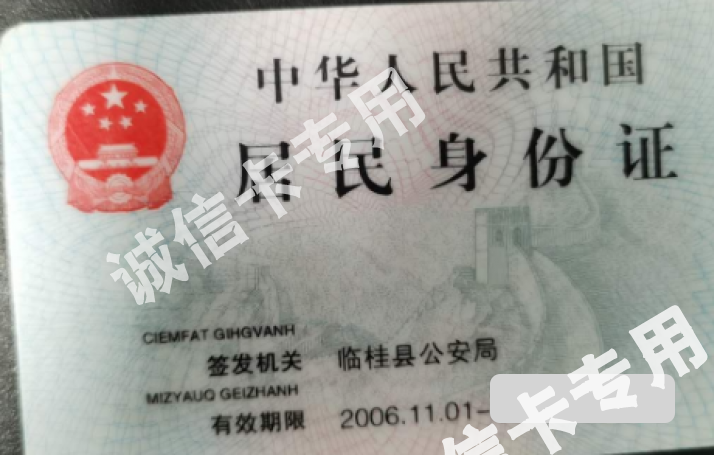 中华人民共和国
居民身份证
诚信卡专用
CIEMFAT GIHGVANH
签发机关 临桂县公安局
MIZYAUQ GEIZHANH
有效期限 2006.11.01-
信卡专用